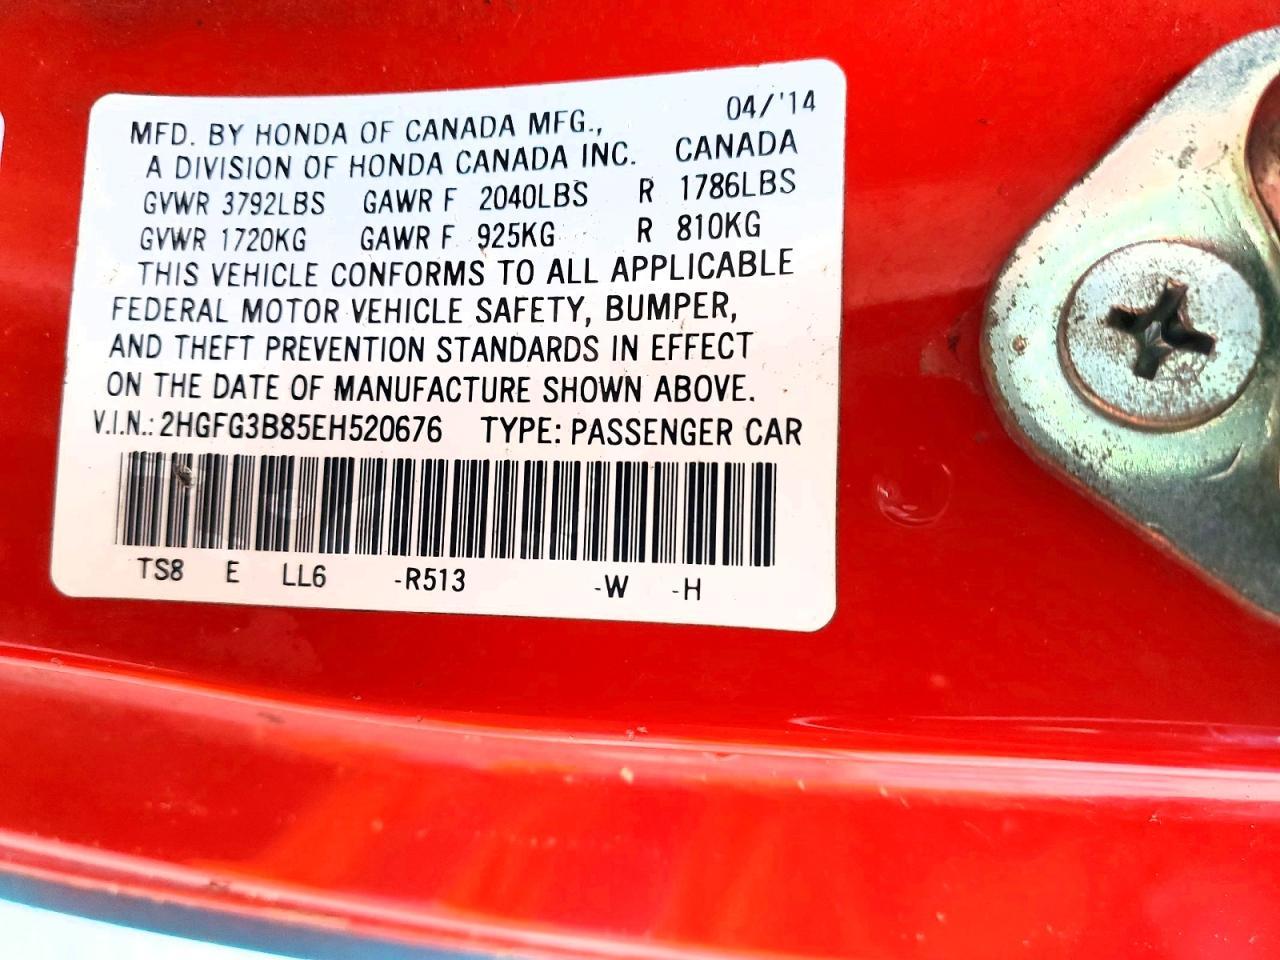 04/'14
MFD. BY HONDA OF CANADA MFG.,
A DIVISION OF HONDA CANADA INC. CANADA
GVWR 3792LBS GAWR F 2040LBS R 1786LBS
GVWR 1720KG GAWR F 925KG R 810KG
THIS VEHICLE CONFORMS TO ALL APPLICABLE
FEDERAL MOTOR VEHICLE SAFETY, BUMPER,
AND THEFT PREVENTION STANDARDS IN EFFECT
ON THE DATE OF MANUFACTURE SHOWN ABOVE.
V.I.N.: 2HGFG3B85EH520676 TYPE: PASSENGER CAR
TS8 E LL6 -R513 -W -H